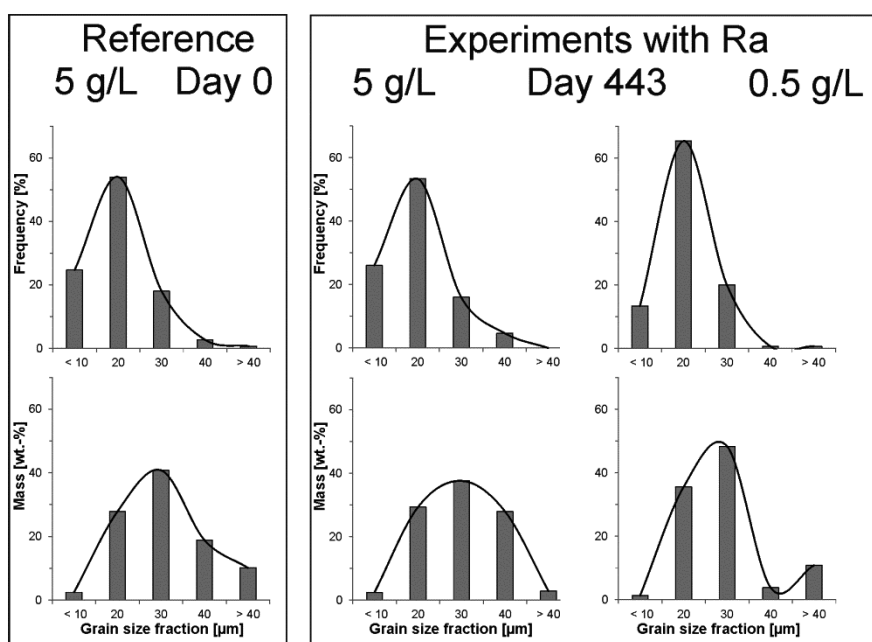 Reference
5 g/L Day 0
Experiments with Ra
5 g/L Day 443 0.5 g/L
Frequency [%]
60
40
20
0
< 10 20 30 40 > 40
Frequency [%]
60
40
20
0
< 10 20 30 40 > 40
60
40
20
0
< 10 20 30 40 > 40
Mass [wt.-%]
60
40
20
0
< 10 20 30 40 > 40
Grain size fraction [µm]
Mass [wt.-%]
60
40
20
0
< 10 20 30 40 > 40
Grain size fraction [µm]
60
40
20
0
< 10 20 30 40 > 40
Grain size fraction [µm]